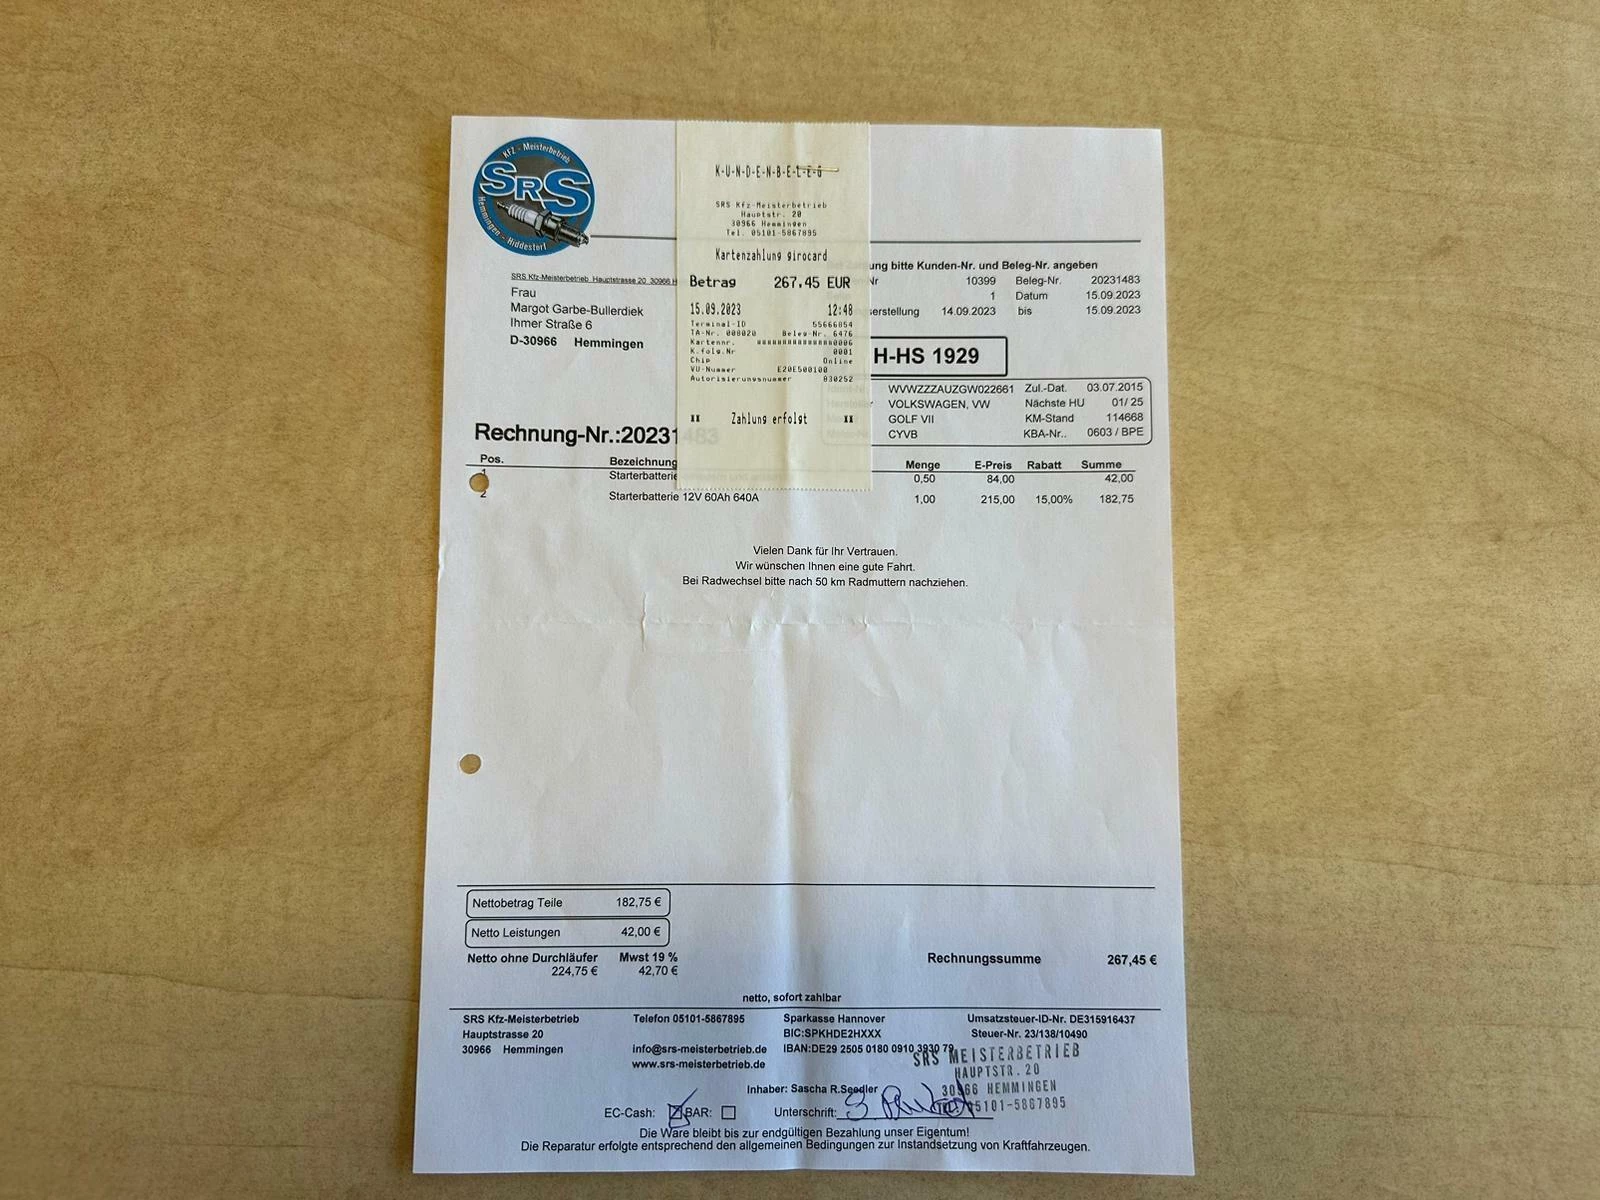 KFZ - Meisterbetrieb
SRS
Hemmingen - Hiddestorf
K-U-N-D-E-N-B-E-L-E-G
SRS Kfz-Meisterbetrieb
Hauptstr. 20
30966 Hemmingen
Tel. 05101-5867895
Kartenzahlung girocard
Betrag 267,45 EUR
15.09.2023 12:48
Terminal-ID 55666854
TA-Nr. 008020 Beleg-Nr. 6476
Kartennr. ##############0006
K.folg.Nr 0001
Chip Online
VU-Nummer E20E500100
Autorisierungsnummer 830252
** Zahlung erfolgt **
SRS Kfz-Meisterbetrieb Hauptstrasse 20 30966 H
Frau
Margot Garbe-Bullerdiek
Ihmer Straße 6
D-30966 Hemmingen
bitte Kunden-Nr. und Beleg-Nr. angeben
Nr 10399 Beleg-Nr. 20231483
1 Datum 15.09.2023
serstellung 14.09.2023 bis 15.09.2023
H-HS 1929
WVWZZZAUZGW022661 Zul.-Dat. 03.07.2015
VOLKSWAGEN, VW Nächste HU 01/ 25
GOLF VII KM-Stand 114668
CYVB KBA-Nr.. 0603 / BPE
Rechnung-Nr.:20231483
Pos. Bezeichnung Menge E-Preis Rabatt Summe
1 Starterbatterie 0,50 84,00 42,00
2 Starterbatterie 12V 60Ah 640A 1,00 215,00 15,00% 182,75
Vielen Dank für Ihr Vertrauen.
Wir wünschen Ihnen eine gute Fahrt.
Bei Radwechsel bitte nach 50 km Radmuttern nachziehen.
Nettobetrag Teile 182,75 €
Netto Leistungen 42,00 €
Netto ohne Durchläufer Mwst 19 % Rechnungssumme 267,45 €
224,75 € 42,70 €
netto, sofort zahlbar
SRS Kfz-Meisterbetrieb Telefon 05101-5867895 Sparkasse Hannover Umsatzsteuer-ID-Nr. DE315916437
Hauptstrasse 20 BIC:SPKHDE2HXXX Steuer-Nr. 23/138/10490
30966 Hemmingen info@srs-meisterbetrieb.de IBAN:DE29 2505 0180 0910 3930 79
www.srs-meisterbetrieb.de
SRS MEISTERBETRIEB
HAUPTSTR. 20
30966 HEMMINGEN
TEL. 05101-5867895
Inhaber: Sascha R.Seedler
EC-Cash: BAR: Unterschrift:
Die Ware bleibt bis zur endgültigen Bezahlung unser Eigentum!
Die Reparatur erfolgte entsprechend den allgemeinen Bedingungen zur Instandsetzung von Kraftfahrzeugen.